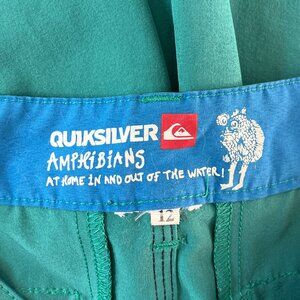 QUIKSILVER
AMPHIBIANS
AT HOME IN AND OUT OF THE WATER!
12